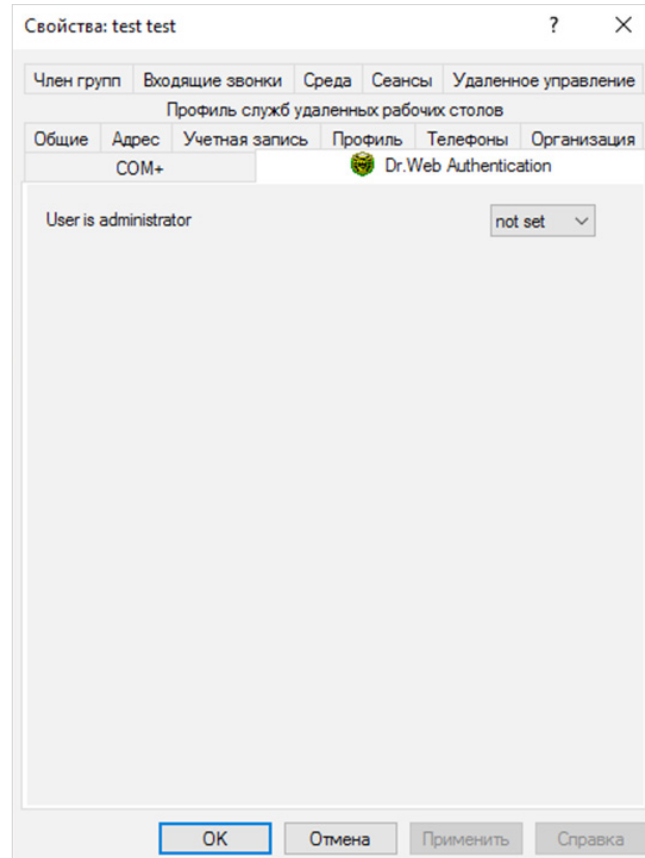 Свойства: test test ? ×
Член групп Входящие звонки Среда Сеансы Удаленное управление
Профиль служб удаленных рабочих столов
Общие Адрес Учетная запись Профиль Телефоны Организация
COM+ Dr.Web Authentication
User is administrator not set
OK Отмена Применить Справка